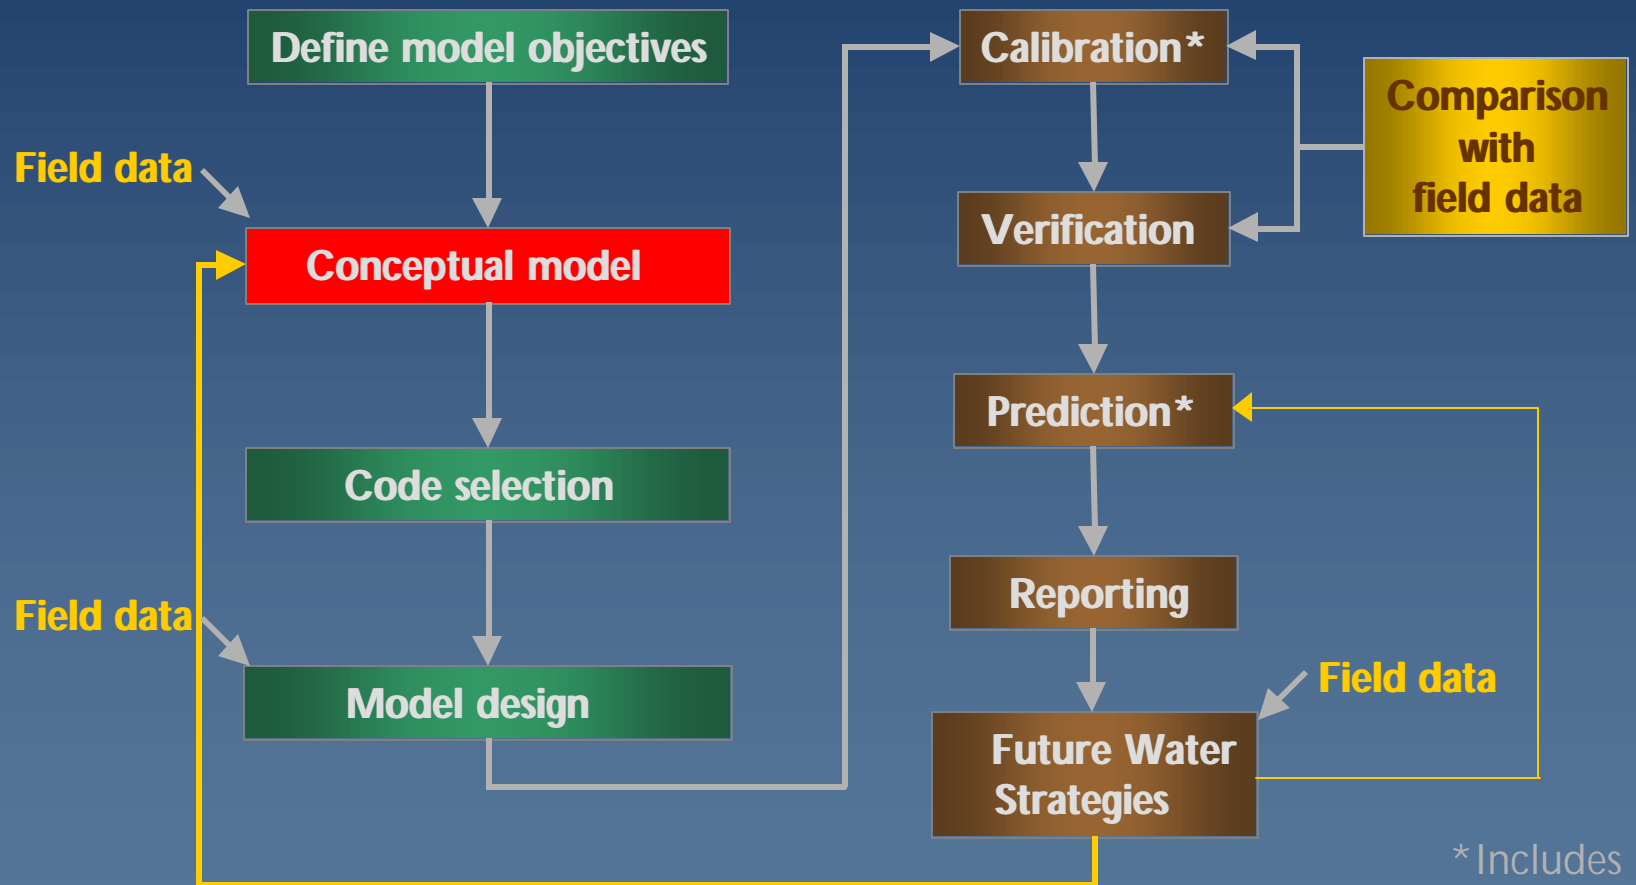 Define model objectives
Field data
Conceptual model
Code selection
Field data
Model design
Calibration*
Comparison
with
field data
Verification
Prediction*
Reporting
Field data
Future Water
Strategies
*Includes